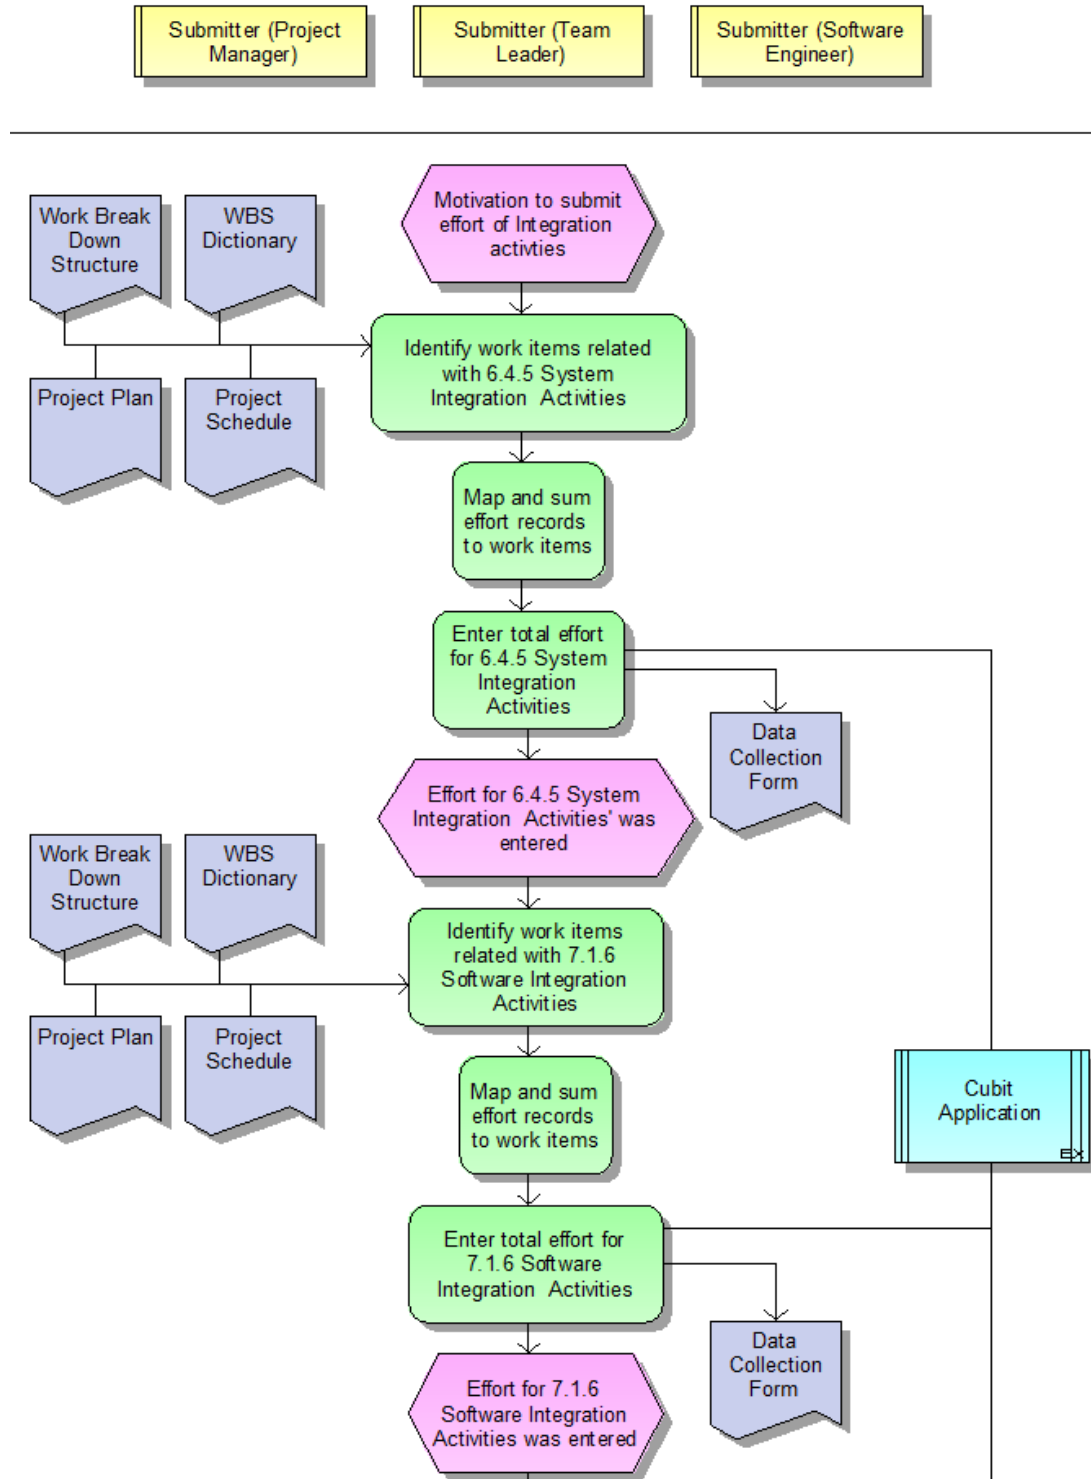 Submitter (Project
Manager)
Submitter (Team
Leader)
Submitter (Software
Engineer)
Motivation to submit
effort of Integration
activties
Work Break
Down
Structure
WBS
Dictionary
Project Plan
Project
Schedule
Identify work items related
with 6.4.5 System
Integration Activities
Map and sum
effort records
to work items
Enter total effort
for 6.4.5 System
Integration
Activities
Data
Collection
Form
Effort for 6.4.5 System
Integration Activities' was
entered
Work Break
Down
Structure
WBS
Dictionary
Project Plan
Project
Schedule
Identify work items
related with 7.1.6
Software Integration
Activities
Map and sum
effort records
to work items
Cubit
Application
EX
Enter total effort for
7.1.6 Software
Integration Activities
Data
Collection
Form
Effort for 7.1.6
Software Integration
Activities was entered